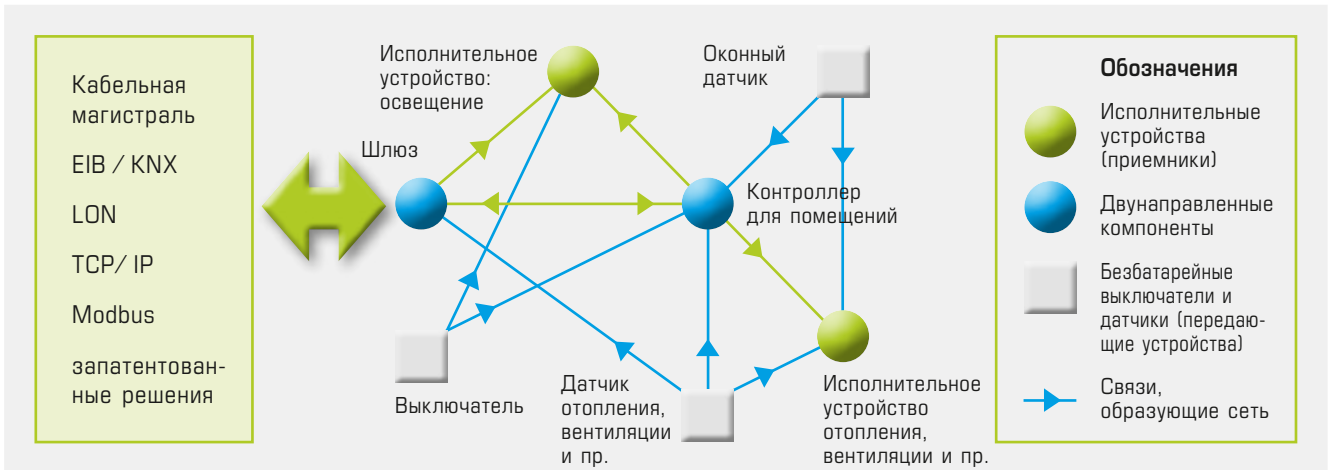 Кабельная
магистраль
EIB / KNX
LON
TCP/ IP
Modbus
запатентован-
ные решения
Исполнительное
устройство:
освещение
Шлюз
Оконный
датчик
Контроллер
для помещений
Выключатель
Датчик
отопления,
вентиляции
и пр.
Исполнительное
устройство
отопления,
вентиляции и пр.
Обозначения
Исполнительные
устройства
(приемники)
Двунаправленные
компоненты
Безбатарейные
выключатели и
датчики (передаю-
щие устройства)
Связи,
образующие сеть